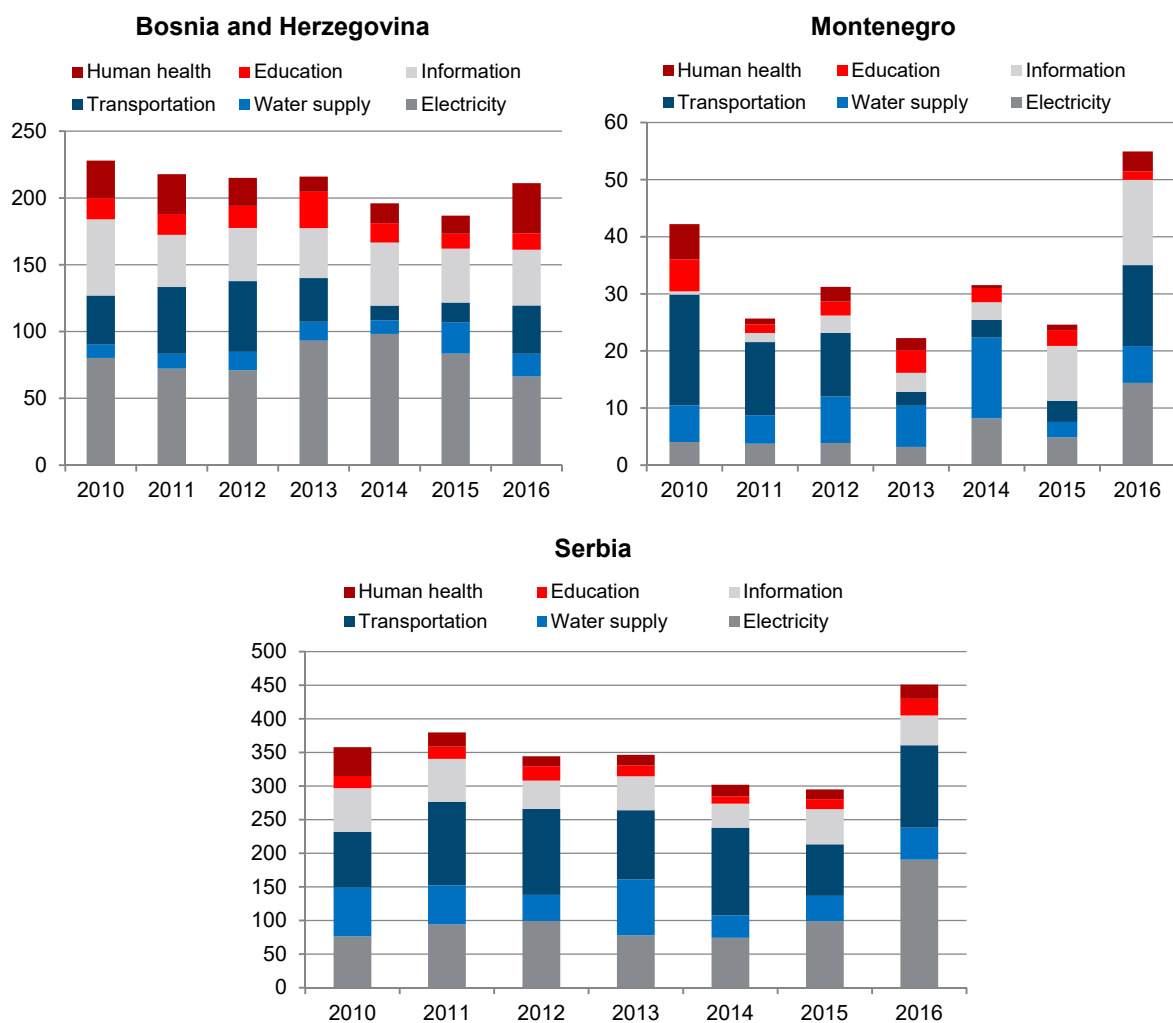 Bosnia and Herzegovina
Human health Education Information
Transportation Water supply Electricity
250
200
150
100
50
0
2010 2011 2012 2013 2014 2015 2016
Montenegro
Human health Education Information
Transportation Water supply Electricity
60
50
40
30
20
10
0
2010 2011 2012 2013 2014 2015 2016
Serbia
Human health Education Information
Transportation Water supply Electricity
500
450
400
350
300
250
200
150
100
50
0
2010 2011 2012 2013 2014 2015 2016